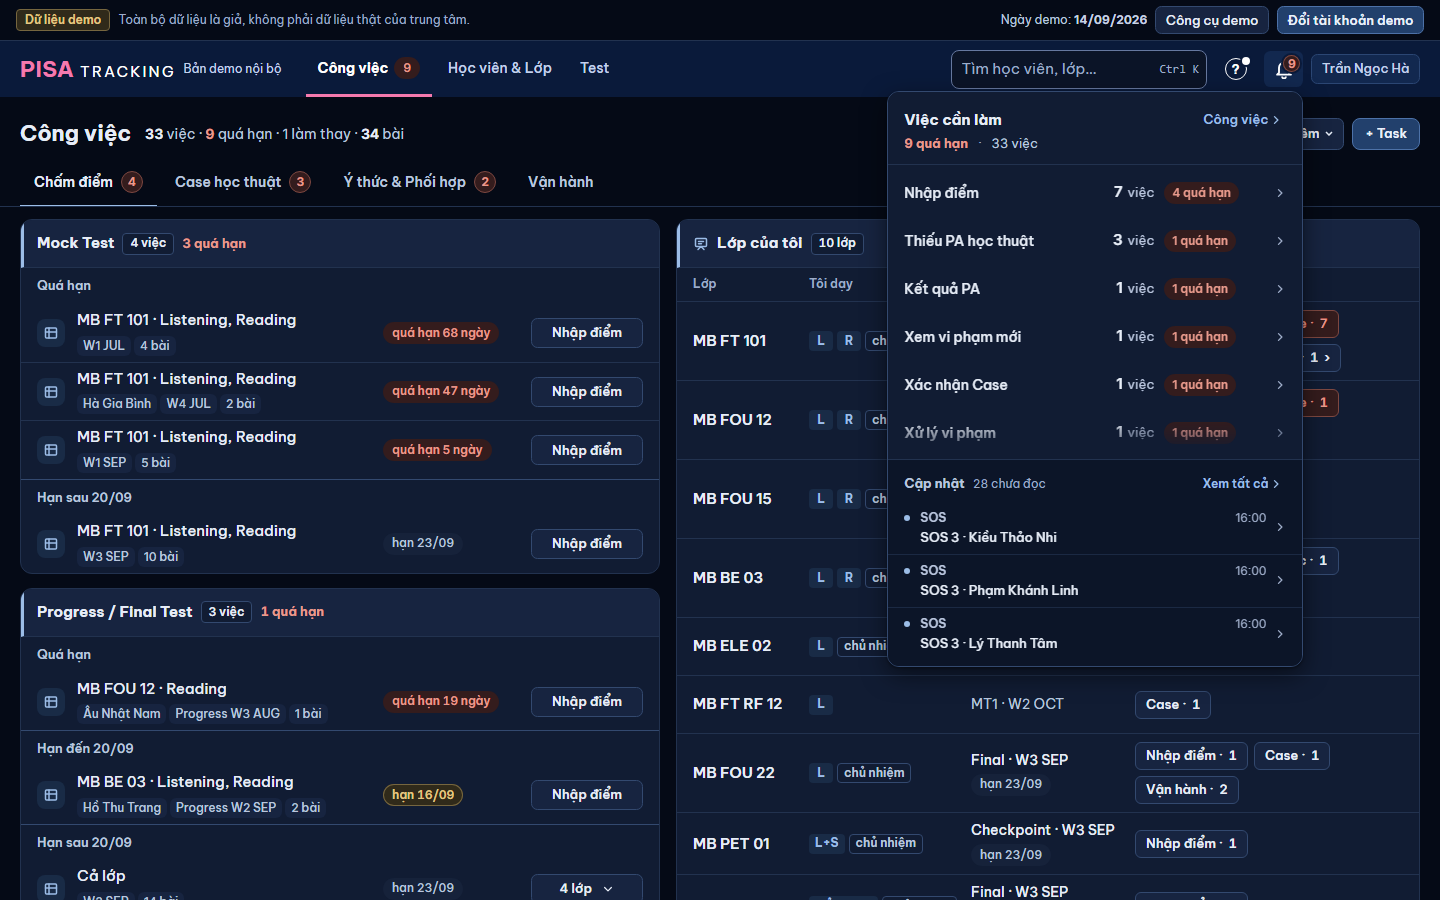 Dữ liệu demo Toàn bộ dữ liệu là giả, không phải dữ liệu thật của trung tâm. Ngày demo: 14/09/2026 Công cụ demo Đổi tài khoản demo
PISA TRACKING Bản demo nội bộ Công việc 9 Học viên & Lớp Test Tìm học viên, lớp... Ctrl K ? 9 Trần Ngọc Hà
Công việc 33 việc · 9 quá hạn · 1 làm thay · 34 bài + Task
Chấm điểm 4 Case học thuật 3 Ý thức & Phối hợp 2 Vận hành
Mock Test 4 việc 3 quá hạn
Quá hạn
MB FT 101 · Listening, Reading quá hạn 68 ngày Nhập điểm
W1 JUL 4 bài
MB FT 101 · Listening, Reading quá hạn 47 ngày Nhập điểm
Hà Gia Bình W4 JUL 2 bài
MB FT 101 · Listening, Reading quá hạn 5 ngày Nhập điểm
W1 SEP 5 bài
Hạn sau 20/09
MB FT 101 · Listening, Reading hạn 23/09 Nhập điểm
W3 SEP 10 bài
Progress / FInal Test 3 việc 1 quá hạn
Quá hạn
MB FOU 12 · Reading quá hạn 19 ngày Nhập điểm
Âu Nhật Nam Progress W3 AUG 1 bài
Hạn đến 20/09
MB BE 03 · Listening, Reading hạn 16/09 Nhập điểm
Hồ Thu Trang Progress W2 SEP 2 bài
Hạn sau 20/09
Cả lớp hạn 23/09 4 lớp
W3 SEP 14 bài
Lớp của tôi 10 lớp
Lớp Tôi dạy
MB FT 101 L R · 7
· 1 ›
MB FOU 12 L R · 1
MB FOU 15 L R
MB BE 03 L R · 1
MB ELE 02 L
MB FT RF 12 L MT1 · W2 OCT Case · 1
MB FOU 22 L chủ nhiệm Final · W3 SEP hạn 23/09 Nhập điểm · 1 Case · 1
Vận hành · 2
MB PET 01 L+S chủ nhiệm Checkpoint · W3 SEP hạn 23/09 Nhập điểm · 1
Final · W3 SEP
Việc cần làm Công việc
9 quá hạn · 33 việc
Nhập điểm 7 việc 4 quá hạn
Thiếu PA học thuật 3 việc 1 quá hạn
Kết quả PA 1 việc 1 quá hạn
Xem vi phạm mới 1 việc 1 quá hạn
Xác nhận Case 1 việc 1 quá hạn
Xử lý vi phạm 1 việc 1 quá hạn
Cập nhật 28 chưa đọc Xem tất cả
SOS 16:00
SOS 3 · Kiều Thảo Nhi
SOS 16:00
SOS 3 · Phạm Khánh Linh
SOS 16:00
SOS 3 · Lý Thanh Tâm